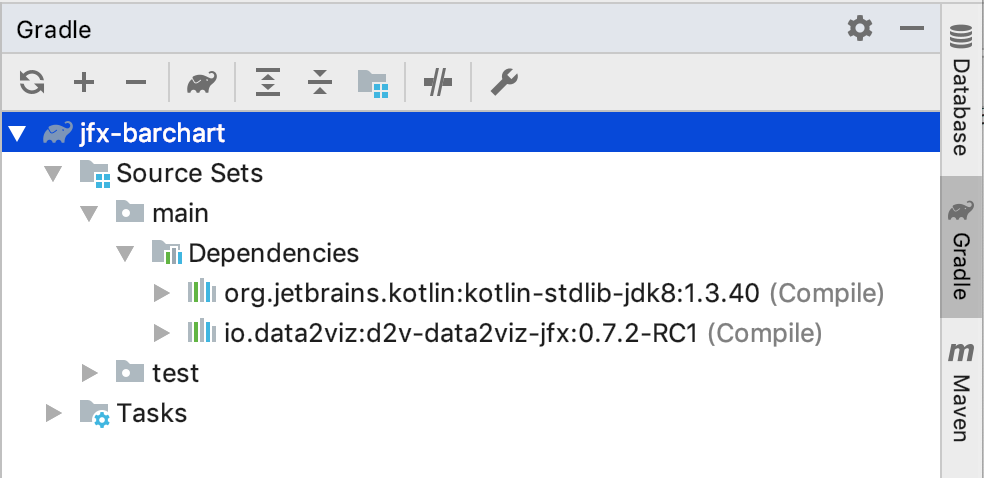 Gradle
jfx-barchart
Source Sets
main
Dependencies
org.jetbrains.kotlin:kotlin-stdlib-jdk8:1.3.40 (Compile)
io.data2viz:d2v-data2viz-jfx:0.7.2-RC1 (Compile)
test
Tasks
Database
Gradle
m
Maven